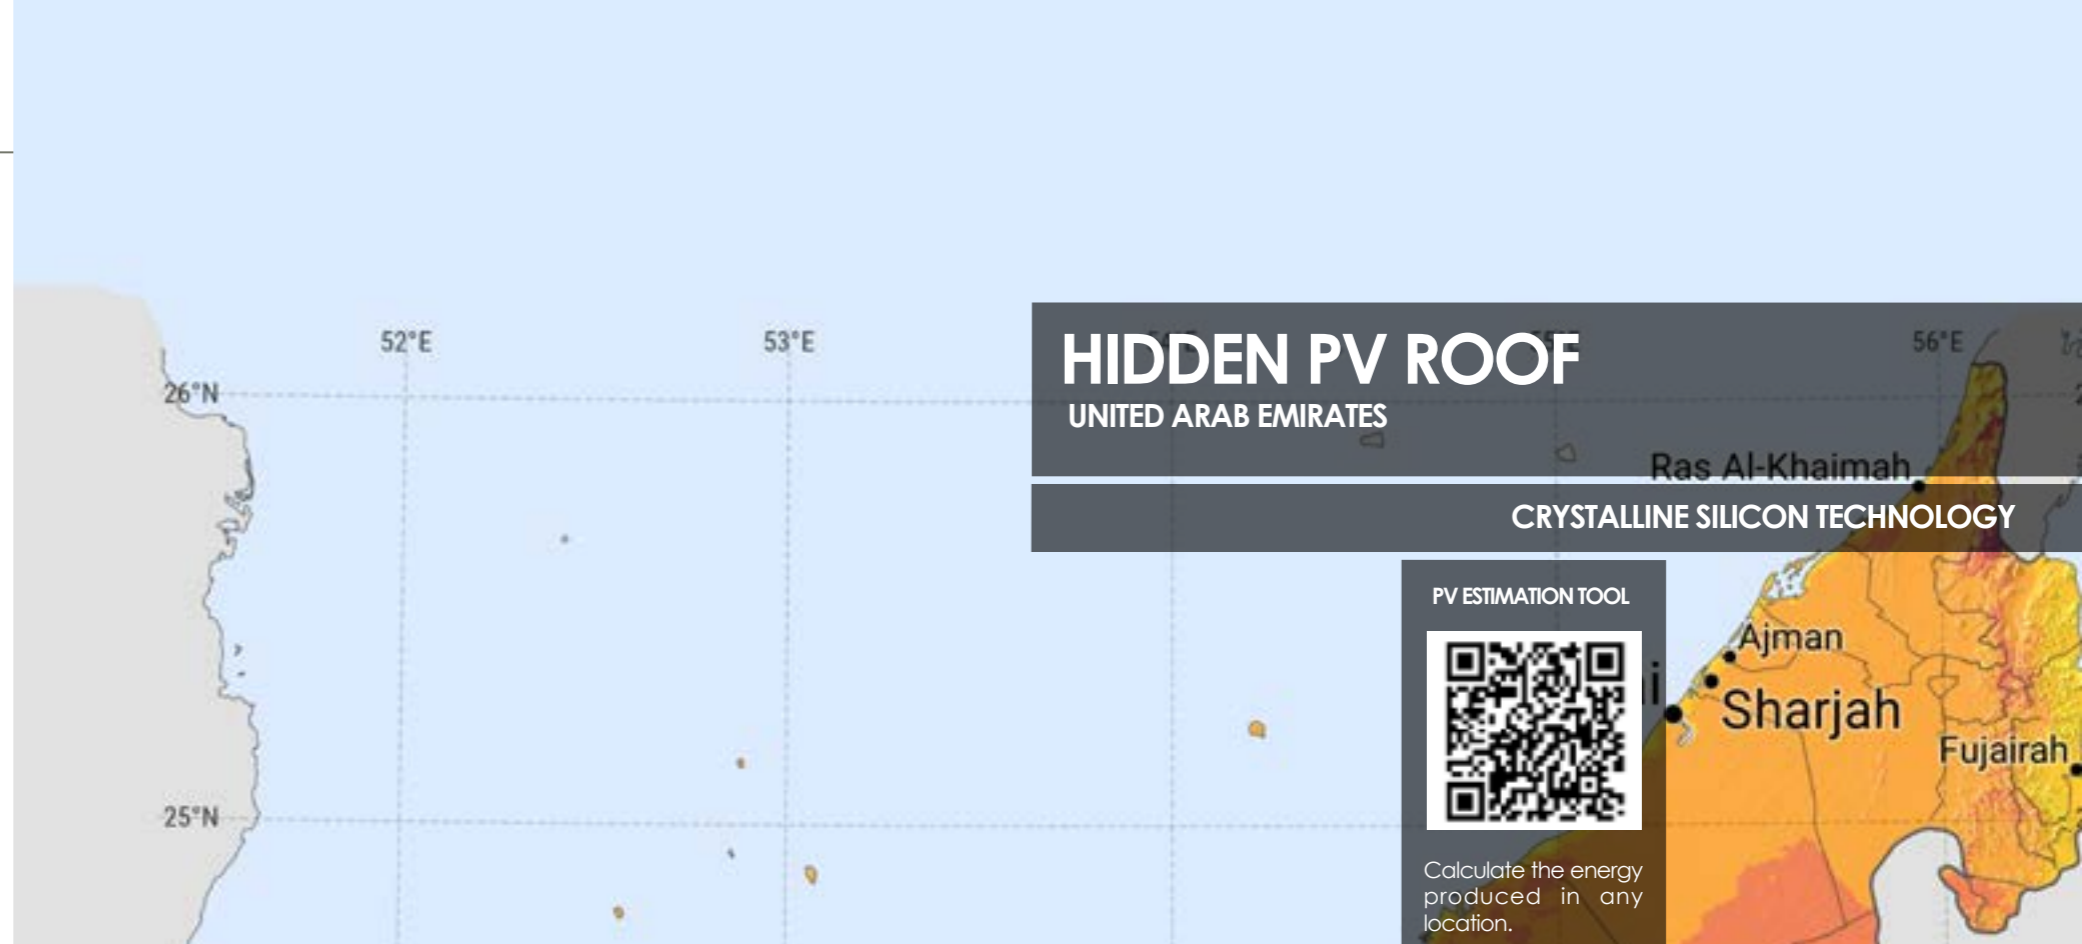 52°E
53°E
56°E
HIDDEN PV ROOF
26°N
UNITED ARAB EMIRATES
Ras Al-Khaimah
CRYSTALLINE SILICON TECHNOLOGY
PV ESTIMATION TOOL
Ajman
Sharjah
Fujairah
25°N
Calculate the energy
produced in any
location.